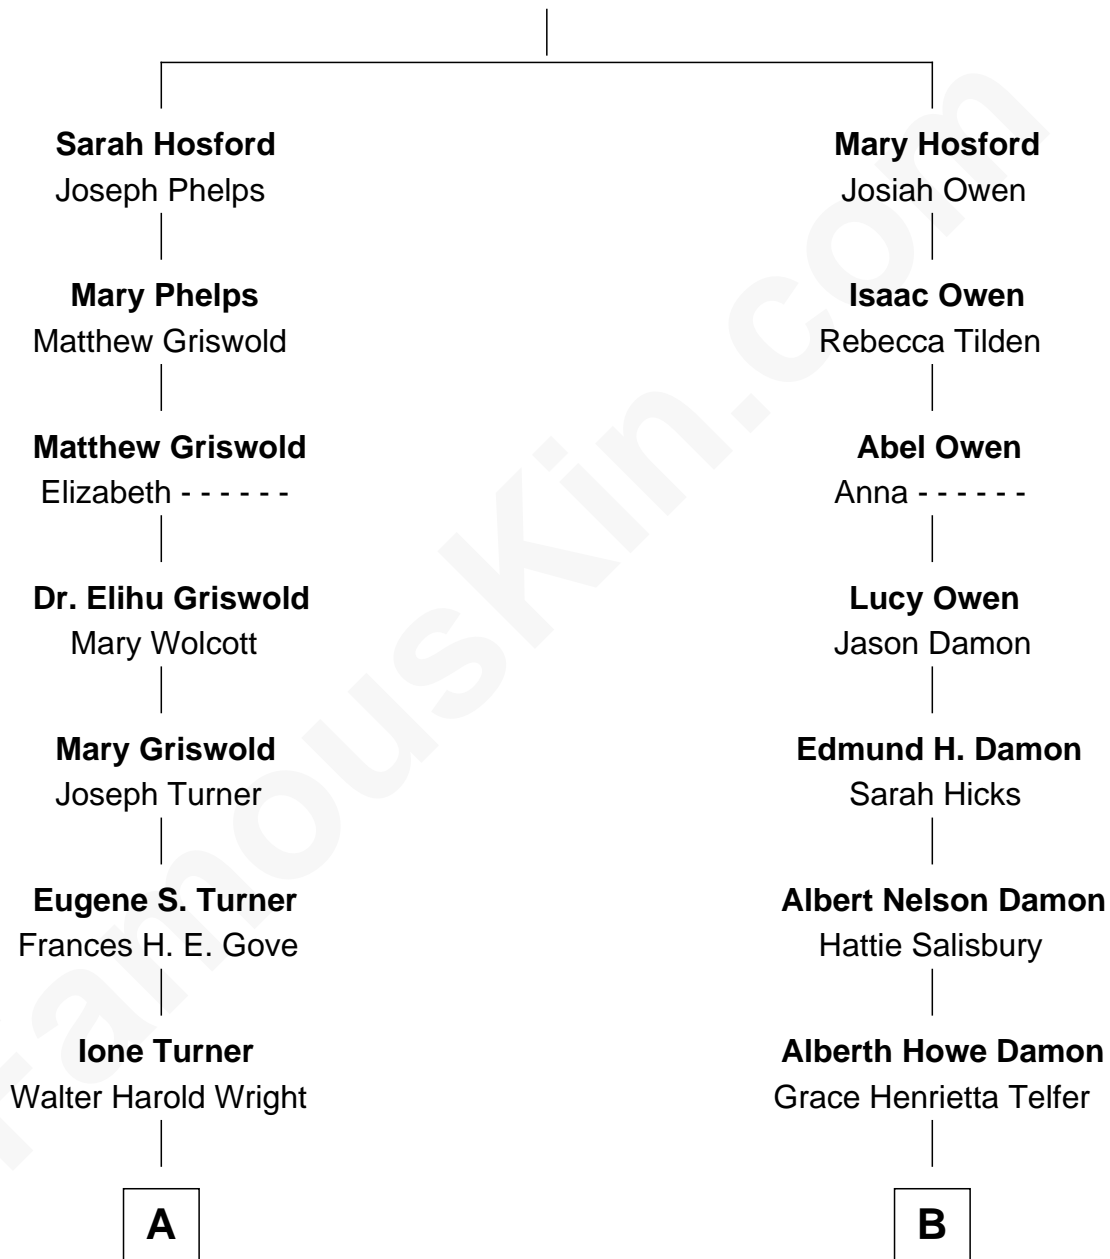 Sarah Hosford
Joseph Phelps
Mary Phelps
Matthew Griswold
Matthew Griswold
Elizabeth - - - - - -
Dr. Elihu Griswold
Mary Wolcott
Mary Griswold
Joseph Turner
Eugene S. Turner
Frances H. E. Gove
Ione Turner
Walter Harold Wright
A
Mary Hosford
Josiah Owen
Isaac Owen
Rebecca Tilden
Abel Owen
Anna - - - - - -
Lucy Owen
Jason Damon
Edmund H. Damon
Sarah Hicks
Albert Nelson Damon
Hattie Salisbury
Alberth Howe Damon
Grace Henrietta Telfer
B
FamousKin.com